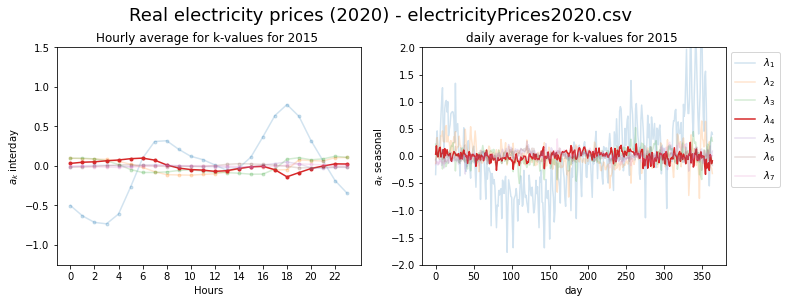 Real electricity prices (2020) - electricityPrices2020.csv
Hourly average for k-values for 2015
1.5
1.0
0.5
0.0
−0.5
−1.0
a_k interday
0 2 4 6 8 10 12 14 16 18 20 22
Hours
daily average for k-values for 2015
2.0
1.5
1.0
0.5
0.0
−0.5
−1.0
−1.5
−2.0
a_k seasonal
0 50 100 150 200 250 300 350
day
λ₁
λ₂
λ₃
λ₄
λ₅
λ₆
λ₇